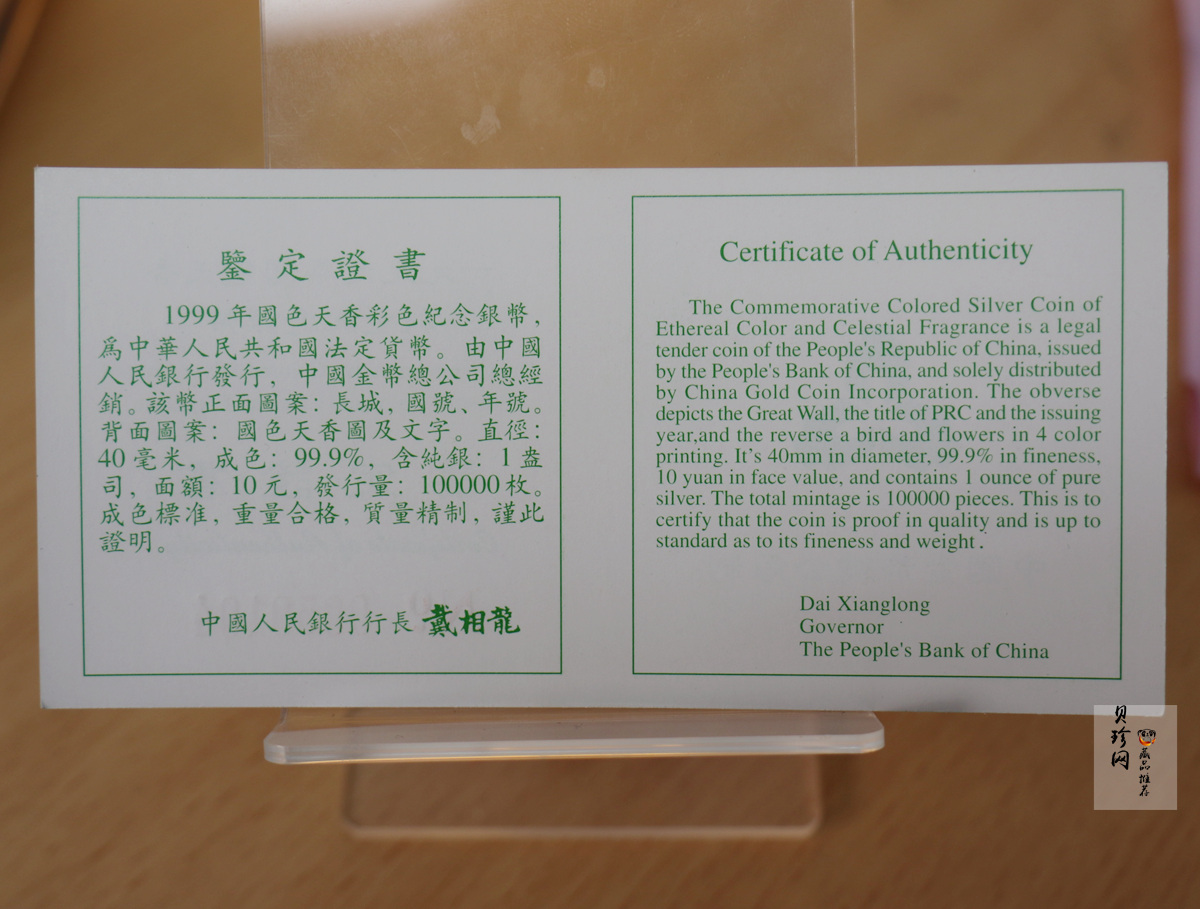 鑒定證書
1999年國色天香彩色紀念銀幣,
爲中華人民共和國法定貨幣。由中國
人民銀行發行, 中國金幣總公司總經
銷。該幣正面圖案: 長城, 國號、年號。
背面圖案: 國色天香圖及文字。直徑:
40毫米, 成色: 99.9%, 含純銀: 1盎
司, 面額: 10元, 發行量: 100000枚。
成色標准, 重量合格, 質量精制, 謹此
證明。
中國人民銀行行長 戴相龍
Certificate of Authenticity
The Commemorative Colored Silver Coin of
Ethereal Color and Celestial Fragrance is a legal
tender coin of the People's Republic of China, issued
by the People's Bank of China, and solely distributed
by China Gold Coin Incorporation. The obverse
depicts the Great Wall, the title of PRC and the issuing
year,and the reverse a bird and flowers in 4 color
printing. It's 40mm in diameter, 99.9% in fineness,
10 yuan in face value, and contains 1 ounce of pure
silver. The total mintage is 100000 pieces. This is to
certify that the coin is proof in quality and is up to
standard as to its fineness and weight .
Dai Xianglong
Governor
The People's Bank of China
贝珍网
藏品推荐